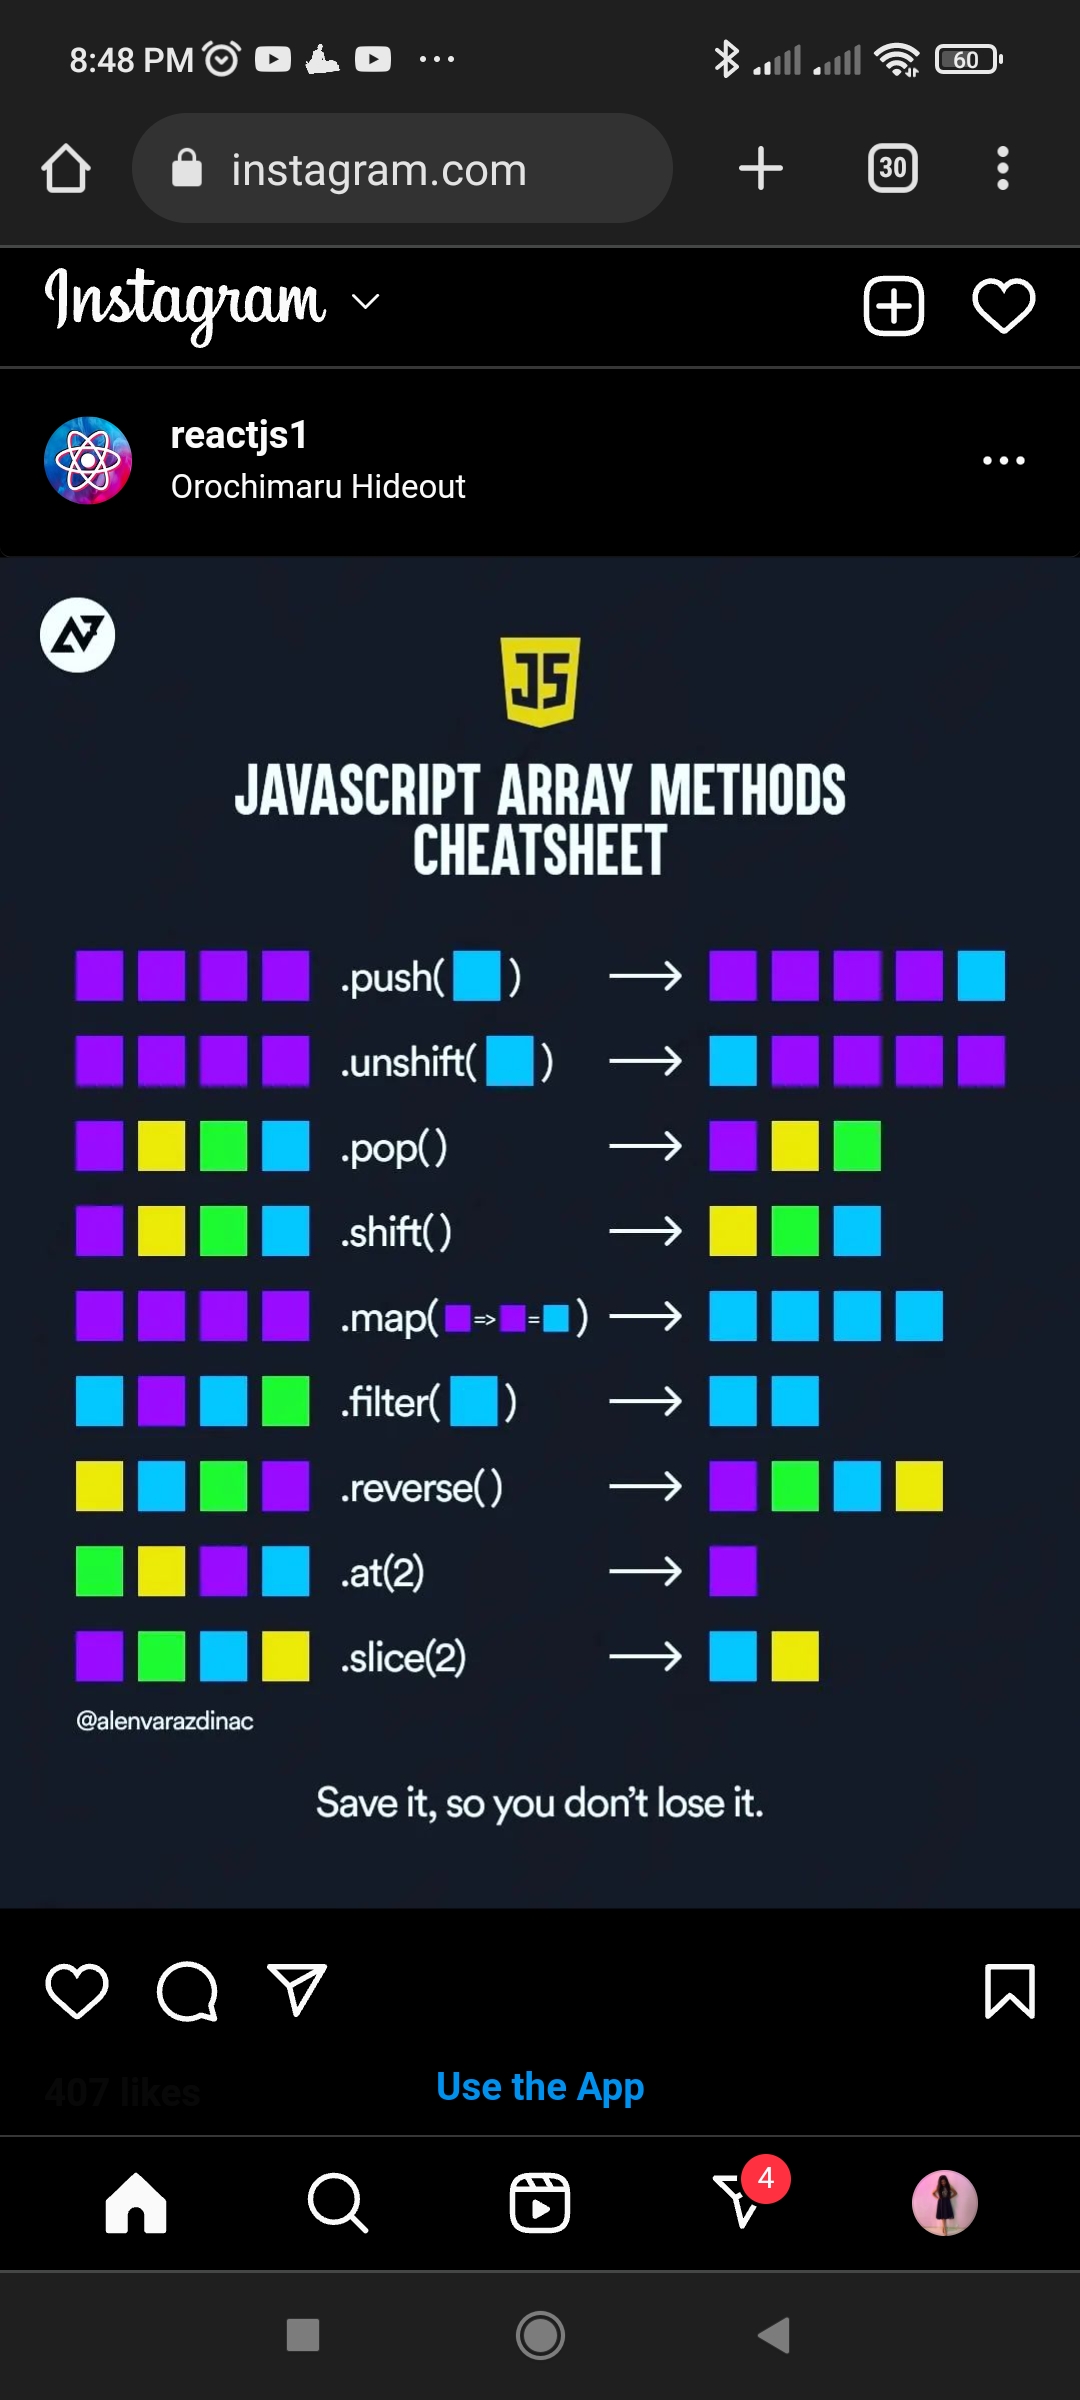 8:48 PM
60
instagram.com
30
Instagram
reactjs1
Orochimaru Hideout
JS
JAVASCRIPT ARRAY METHODS
CHEATSHEET
.push( )
.unshift( )
.pop()
.shift()
.map( => = )
.filter( )
.reverse()
.at(2)
.slice(2)
@alenvarazdinac
Save it, so you don't lose it.
407 likes
Use the App
4